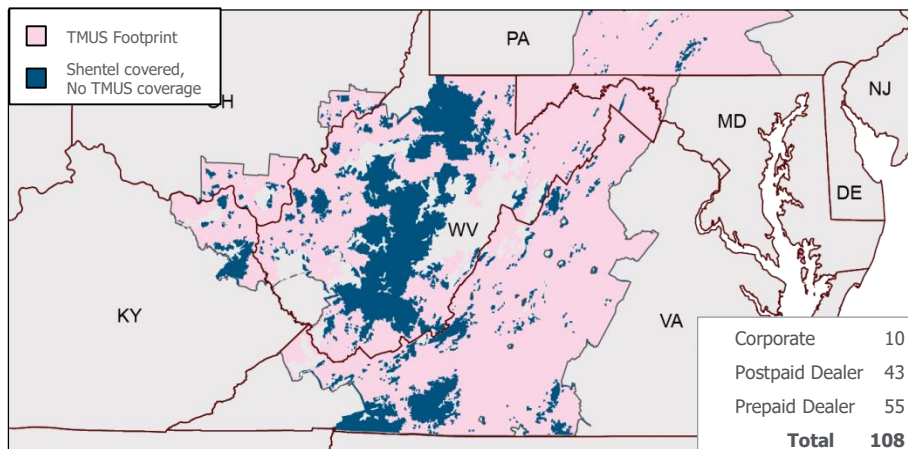 TMUS Footprint
Shentel covered,
No TMUS coverage
PA
NJ
OH
MD
DE
WV
KY
VA
Corporate 10
Postpaid Dealer 43
Prepaid Dealer 55
Total 108